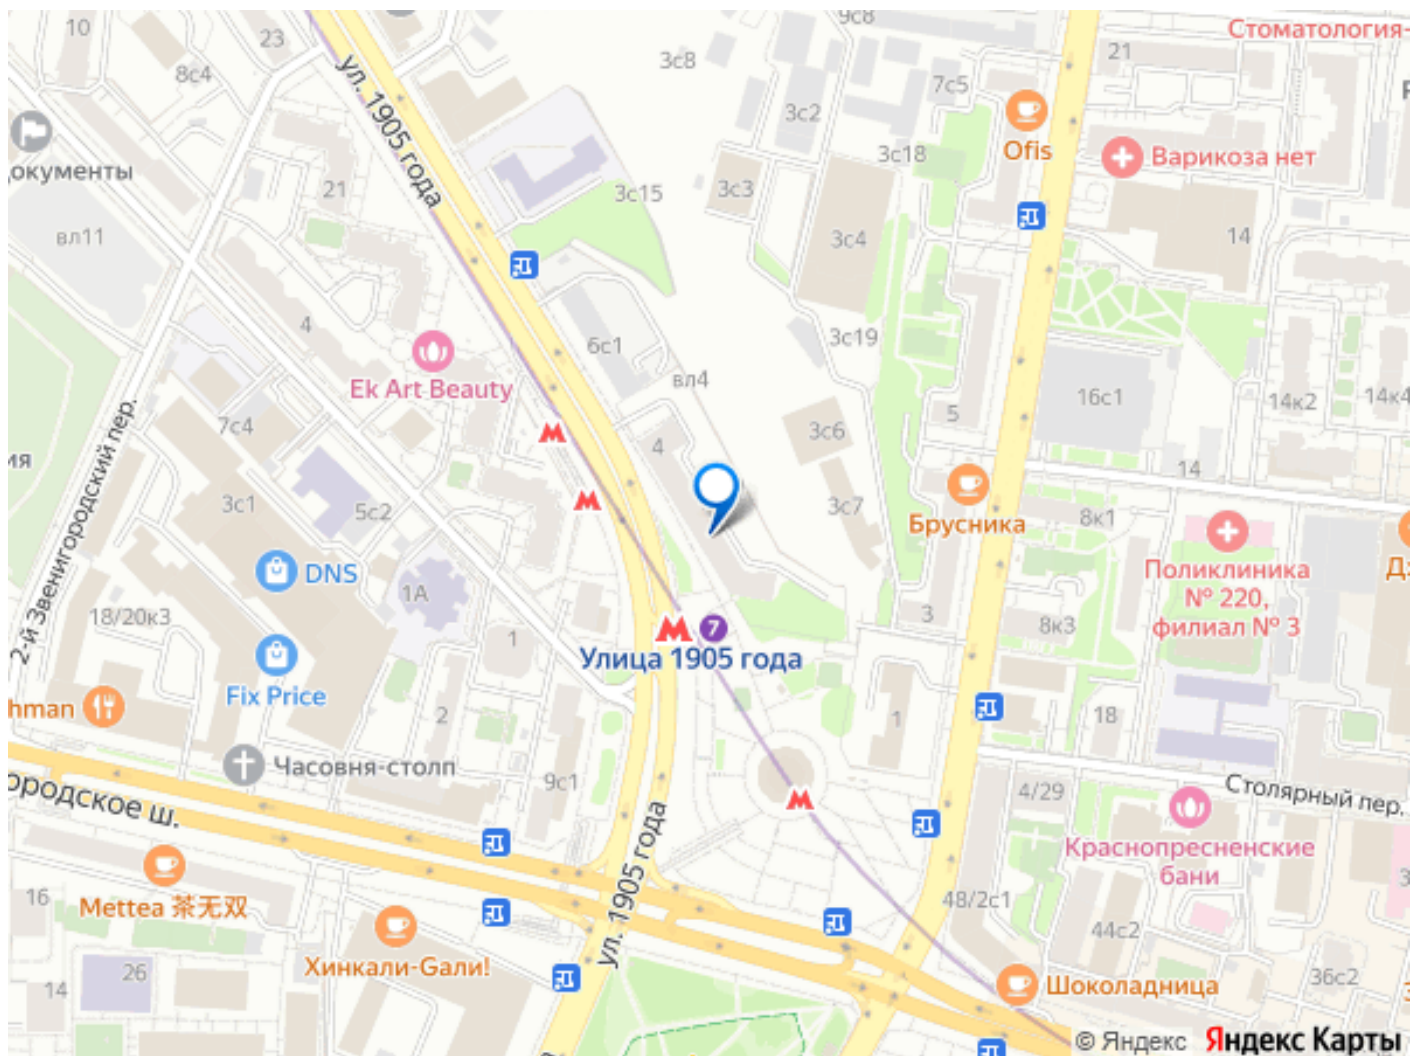 9с8
10
23
3с8
Стоматология-
21
8с4
7с5
3с2
Ofis
ул. 1905 года
3с18
Варикоза нет
окументы
21
3с15
3с3
вл11
3с4
14
4
6с1
3с19
Ek Art Beauty
вл4
16с1
14к2
14к4
7с4
5
3с6
4
ия
14
3с1
5с2
3с7
Брусника
8к1
2-й Звенигородский пер.
DNS
1А
Поликлиника
№ 220,
филиал № 3
18/20к3
1
7
3
8к3
Улица 1905 года
Fix Price
hman
2
1
18
Часовня-столп
9с1
4/29
Столярный пер.
ородское ш.
ул. 1905 года
Краснопресненские
бани
16
Mettea 茶无双
48/2с1
44с2
Хинкали-Gали!
26
14
Шоколадница
36с2
© Яндекс Яндекс Карты